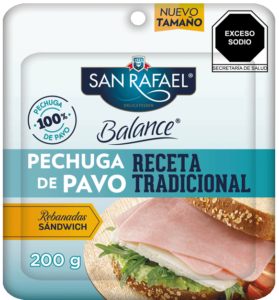 NUEVO
TAMAÑO
EXCESO
SODIO
SECRETARÍA DE SALUD
SAN RAFAEL®
PECHUGA
100%
DE PAVO
Balance®
PECHUGA
DE PAVO
RECETA
TRADICIONAL
Rebanadas
SÁNDWICH
200 g